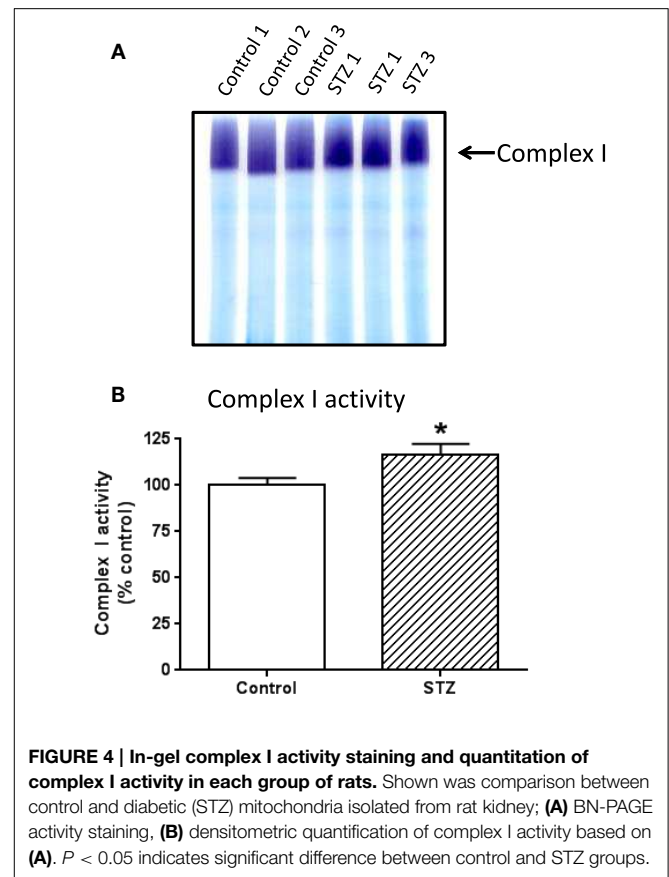 A
Control 1
Control 2
Control 3
STZ 1
STZ 1
STZ 3
←Complex I
B
Complex I activity
Complex I activity
(% control)
125
100
75
50
25
0
*
Control
STZ
FIGURE 4 | In-gel complex I activity staining and quantitation of
complex I activity in each group of rats. Shown was comparison between
control and diabetic (STZ) mitochondria isolated from rat kidney; (A) BN-PAGE
activity staining, (B) densitometric quantification of complex I activity based on
(A). P < 0.05 indicates significant difference between control and STZ groups.